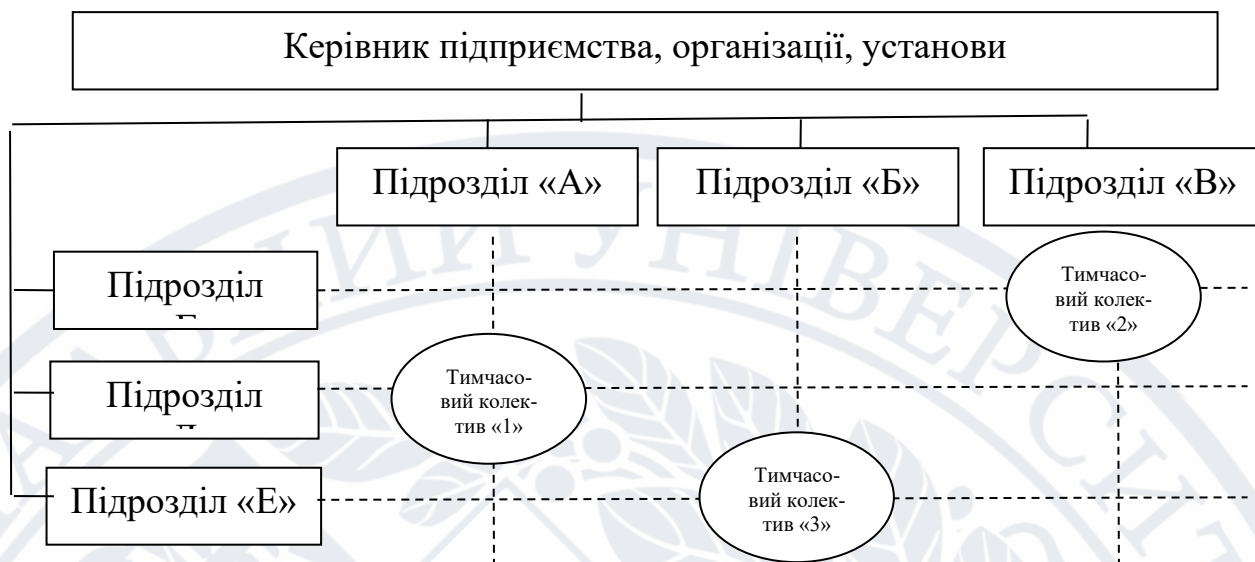 Керівник підприємства, організації, установи
Підрозділ «А»
Підрозділ «Б»
Підрозділ «В»
Підрозділ
Тимчасо-
вий колек-
тив «2»
Підрозділ
Тимчасо-
вий колек-
тив «1»
Підрозділ «Е»
Тимчасо-
вий колек-
тив «3»
УНІВЕРСИТ